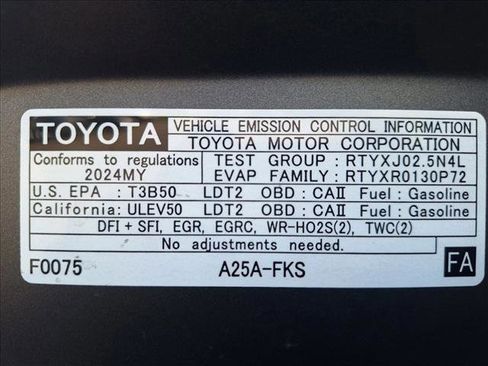 TOYOTA VEHICLE EMISSION CONTROL INFORMATION
TOYOTA MOTOR CORPORATION
Conforms to regulations TEST GROUP : RTYXJ02.5N4L
2024MY EVAP FAMILY : RTYXR0130P72
U.S. EPA : T3B50 LDT2 OBD : CAⅡ Fuel : Gasoline
California: ULEV50 LDT2 OBD : CAⅡ Fuel : Gasoline
DFI + SFI, EGR, EGRC, WR-HO2S(2), TWC(2)
No adjustments needed.
F0075 A25A-FKS FA